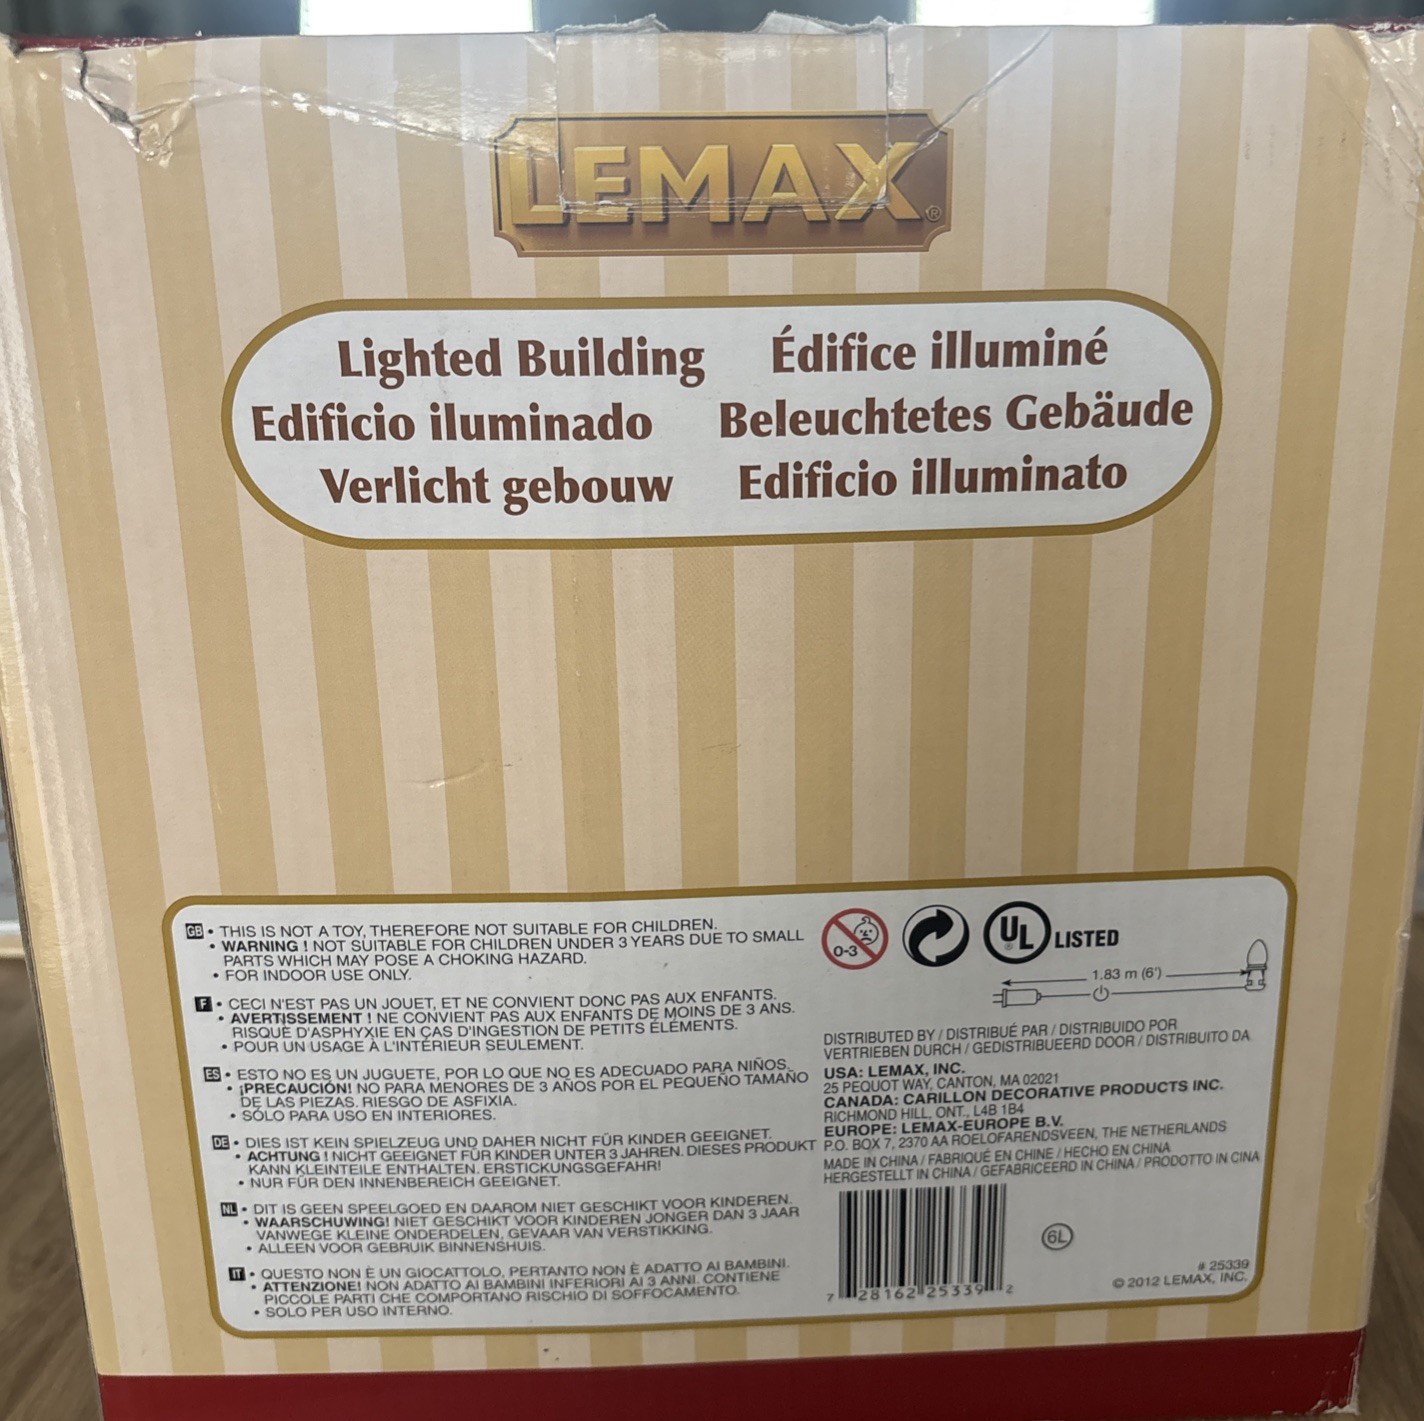 LEMAX®
Lighted Building Édifice illuminé
Edificio iluminado Beleuchtetes Gebäude
Verlicht gebouw Edificio illuminato
GB • THIS IS NOT A TOY, THEREFORE NOT SUITABLE FOR CHILDREN.
• WARNING ! NOT SUITABLE FOR CHILDREN UNDER 3 YEARS DUE TO SMALL
PARTS WHICH MAY POSE A CHOKING HAZARD.
• FOR INDOOR USE ONLY.
F • CECI N'EST PAS UN JOUET, ET NE CONVIENT DONC PAS AUX ENFANTS.
• AVERTISSEMENT ! NE CONVIENT PAS AUX ENFANTS DE MOINS DE 3 ANS.
RISQUE D'ASPHYXIE EN CAS D'INGESTION DE PETITS ÉLÉMENTS.
• POUR UN USAGE À L'INTÉRIEUR SEULEMENT.
ES • ESTO NO ES UN JUGUETE, POR LO QUE NO ES ADECUADO PARA NIÑOS.
• ¡PRECAUCIÓN! NO PARA MENORES DE 3 AÑOS POR EL PEQUEÑO TAMAÑO
DE LAS PIEZAS. RIESGO DE ASFIXIA.
• SÓLO PARA USO EN INTERIORES.
DE • DIES IST KEIN SPIELZEUG UND DAHER NICHT FÜR KINDER GEEIGNET.
• ACHTUNG ! NICHT GEEIGNET FÜR KINDER UNTER 3 JAHREN. DIESES PRODUKT
KANN KLEINTEILE ENTHALTEN. ERSTICKUNGSGEFAHR!
• NUR FÜR DEN INNENBEREICH GEEIGNET.
NL • DIT IS GEEN SPEELGOED EN DAAROM NIET GESCHIKT VOOR KINDEREN.
• WAARSCHUWING! NIET GESCHIKT VOOR KINDEREN JONGER DAN 3 JAAR
VANWEGE KLEINE ONDERDELEN, GEVAAR VAN VERSTIKKING.
• ALLEEN VOOR GEBRUIK BINNENSHUIS.
IT • QUESTO NON È UN GIOCATTOLO, PERTANTO NON È ADATTO AI BAMBINI.
• ATTENZIONE! NON ADATTO AI BAMBINI INFERIORI AI 3 ANNI. CONTIENE
PICCOLE PARTI CHE COMPORTANO RISCHIO DI SOFFOCAMENTO.
• SOLO PER USO INTERNO.
0-3
UL LISTED
1.83 m (6')
DISTRIBUTED BY / DISTRIBUÉ PAR / DISTRIBUIDO POR
VERTRIEBEN DURCH / GEDISTRIBUEERD DOOR / DISTRIBUITO DA
USA: LEMAX, INC.
25 PEQUOT WAY, CANTON, MA 02021
CANADA: CARILLON DECORATIVE PRODUCTS INC.
RICHMOND HILL, ONT., L4B 1B4
EUROPE: LEMAX-EUROPE B.V.
P.O. BOX 7, 2370 AA ROELOFARENDSVEEN, THE NETHERLANDS
MADE IN CHINA / FABRIQUÉ EN CHINE / HECHO EN CHINA
HERGESTELLT IN CHINA / GEFABRICEERD IN CHINA / PRODOTTO IN CINA
7 28162 25339 2
6L
# 25339
© 2012 LEMAX, INC.